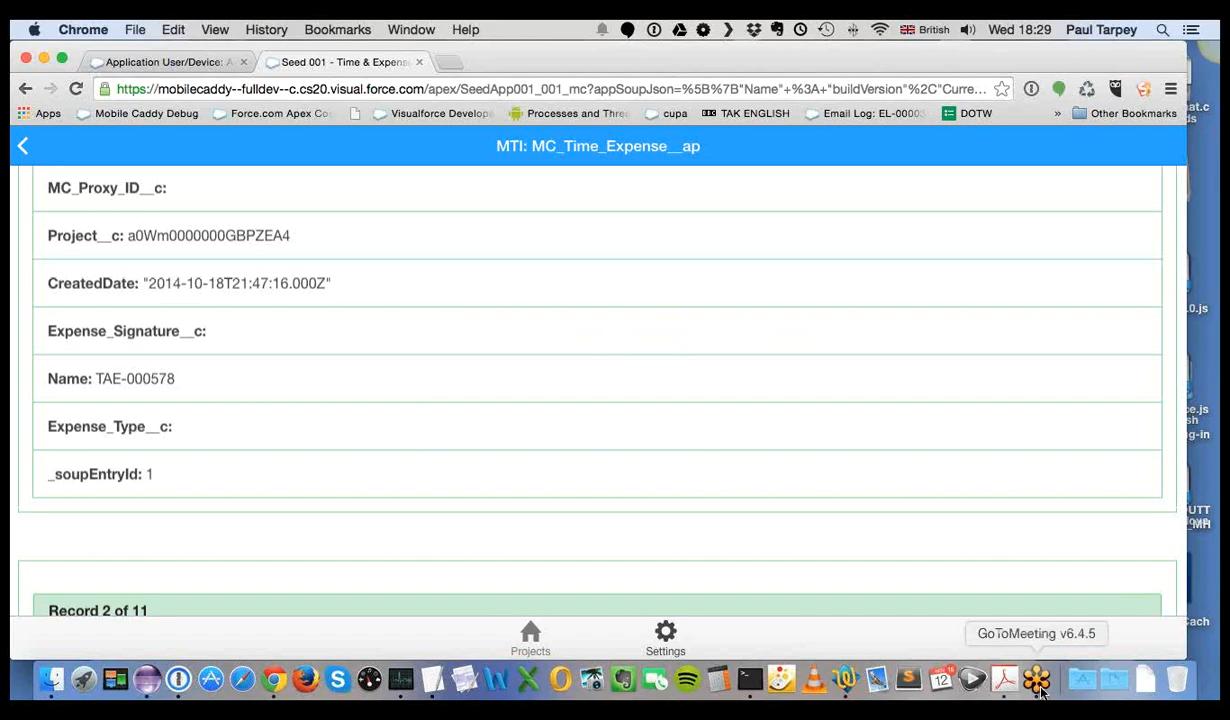 Chrome File Edit View History Bookmarks Window Help British Wed 18:29 Paul Tarpey
Application User/Device: A
Seed 001 - Time & Expens
https://mobilecaddy--fulldev--c.cs20.visual.force.com/apex/SeedApp001_001_mc?appSoupJson=%5B%7B"Name"+%3A+"buildVersion"%2C"Curre...
Apps Mobile Caddy Debug Force.com Apex Co Visualforce Develop Processes and Thre cupa TAK ENGLISH Email Log: EL-0000 DOTW » Other Bookmarks
MTI: MC_Time_Expense__ap
MC_Proxy_ID__c:
Project__c: a0Wm0000000GBPZEA4
CreatedDate: "2014-10-18T21:47:16.000Z"
Expense_Signature__c:
Name: TAE-000578
Expense_Type__c:
_soupEntryId: 1
Record 2 of 11
Projects
Settings
GoToMeeting v6.4.5
12